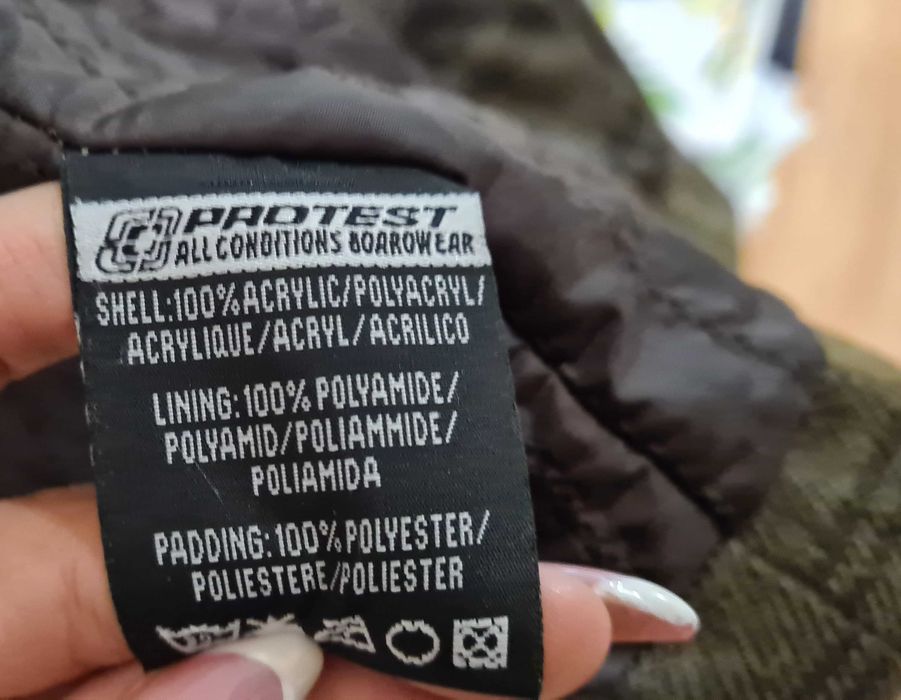 PROTEST
ALL CONDITIONS BOARDWEAR
SHELL:100% ACRYLIC/POLYACRYL/
ACRYLIQUE/ACRYL/ACRILICO
LINING:100% POLYAMIDE/
POLYAMID/POLIAMMIDE/
POLIAMIDA
PADDING:100% POLYESTER/
POLIESTERE/POLIESTER